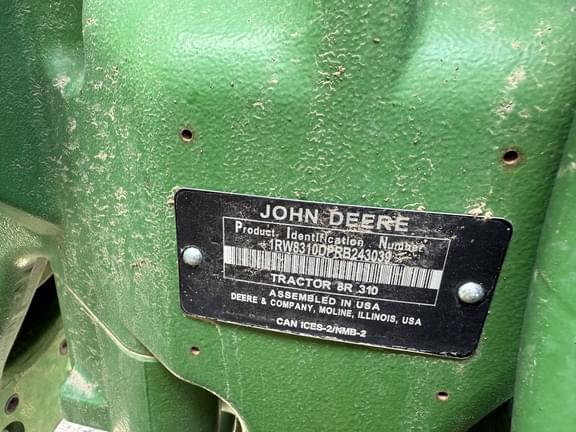 JOHN DEERE
Product Identification Number
*1RW8310DPRB243039*
TRACTOR 8R 310
ASSEMBLED IN USA
DEERE & COMPANY, MOLINE, ILLINOIS, USA
CAN ICES-2/NMB-2